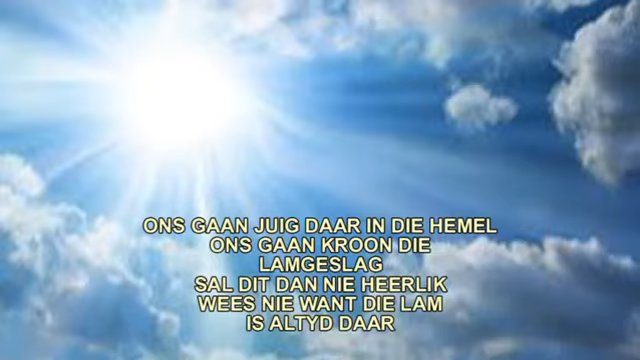 ONS GAAN JUIG DAAR IN DIE HEMEL
ONS GAAN KROON DIE
LAMGESLAG
SAL DIT DAN NIE HEERLIK
WEES NIE WANT DIE LAM
IS ALTYD DAAR